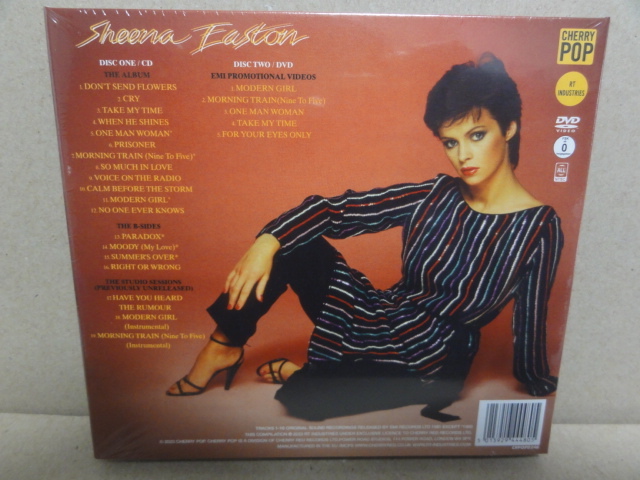 Sheena Easton
DISC ONE / CD
THE ALBUM
1. DON'T SEND FLOWERS
2. CRY
3. TAKE MY TIME
4. WHEN HE SHINES
5. ONE MAN WOMAN*
6. PRISONER
7. MORNING TRAIN (Nine To Five)*
8. SO MUCH IN LOVE
9. VOICE ON THE RADIO
10. CALM BEFORE THE STORM
11. MODERN GIRL*
12. NO ONE EVER KNOWS
THE B-SIDES
13. PARADOX*
14. MOODY (My Love)*
15. SUMMER'S OVER*
16. RIGHT OR WRONG
THE STUDIO SESSIONS
(PREVIOUSLY UNRELEASED)
17. HAVE YOU HEARD
THE RUMOUR
18. MODERN GIRL
(Instrumental)
19. MORNING TRAIN (Nine To Five)
(Instrumental)
DISC TWO / DVD
EMI PROMOTIONAL VIDEOS
1. MODERN GIRL
2. MORNING TRAIN (Nine To Five)
3. ONE MAN WOMAN
4. TAKE MY TIME
5. FOR YOUR EYES ONLY
CHERRY
POP
RT
INDUSTRIES
DVD
VIDEO
0
ALL